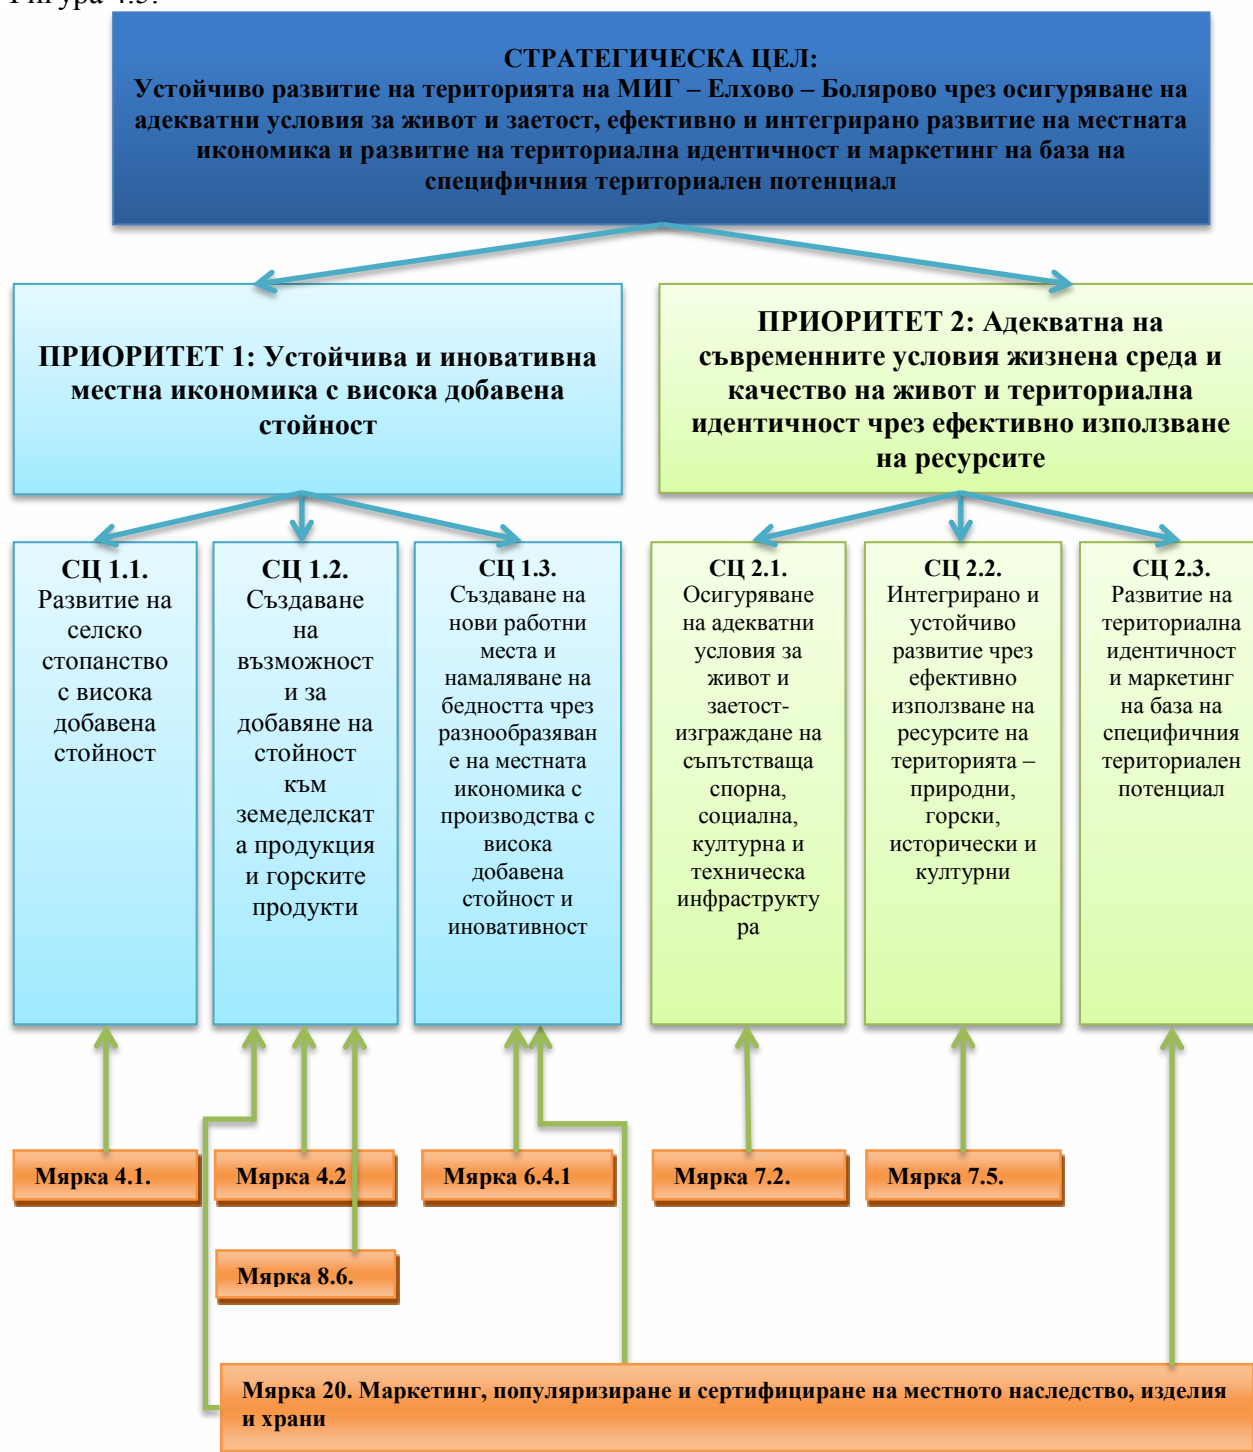 Фигура 4.3.
СТРАТЕГИЧЕСКА ЦЕЛ:
Устойчиво развитие на територията на МИГ – Елхово – Болярово чрез осигуряване на
адекватни условия за живот и заетост, ефективно и интегрирано развитие на местната
икономика и развитие на територилна идентичност и маркетинг на база на
специфичния териториален потенциал
ПРИОРИТЕТ 1: Устойчива и иновативна
местна икономика с висока добавена
стойност
ПРИОРИТЕТ 2: Адекватна на
съвременните условия жизнена среда и
качество на живот и териториална
идентичност чрез ефективно използване
на ресурсите
СЦ 1.1.
Развитие на
селско
стопанство
с висока
добавена
стойност
СЦ 1.2.
Създаване
на
възможност
и за
добавяне на
стойност
към
земеделскат
а продукция
и горските
продукти
СЦ 1.3.
Създаване на
нови работни
места и
намаляване на
бедността чрез
разнообразяван
е на местната
икономика с
производства с
висока
добавена
стойност и
иновативност
СЦ 2.1.
Осигуряване
на адекватни
условия за
живот и
заетост-
изграждане на
съпътстваща
спорна,
социална,
културна и
техническа
инфраструкту
ра
СЦ 2.2.
Интегрирано и
устойчиво
развитие чрез
ефективно
използване на
ресурсите на
територията –
природни,
горски,
исторически и
културни
СЦ 2.3.
Развитие на
териториална
идентичност
и маркетинг
на база на
специфичния
териториален
потенциал
Мярка 4.1.
Мярка 4.2
Мярка 6.4.1
Мярка 7.2.
Мярка 7.5.
Мярка 8.6.
Мярка 20. Маркетинг, популяризиране и сертифициране на местното наследство, изделия
и храни